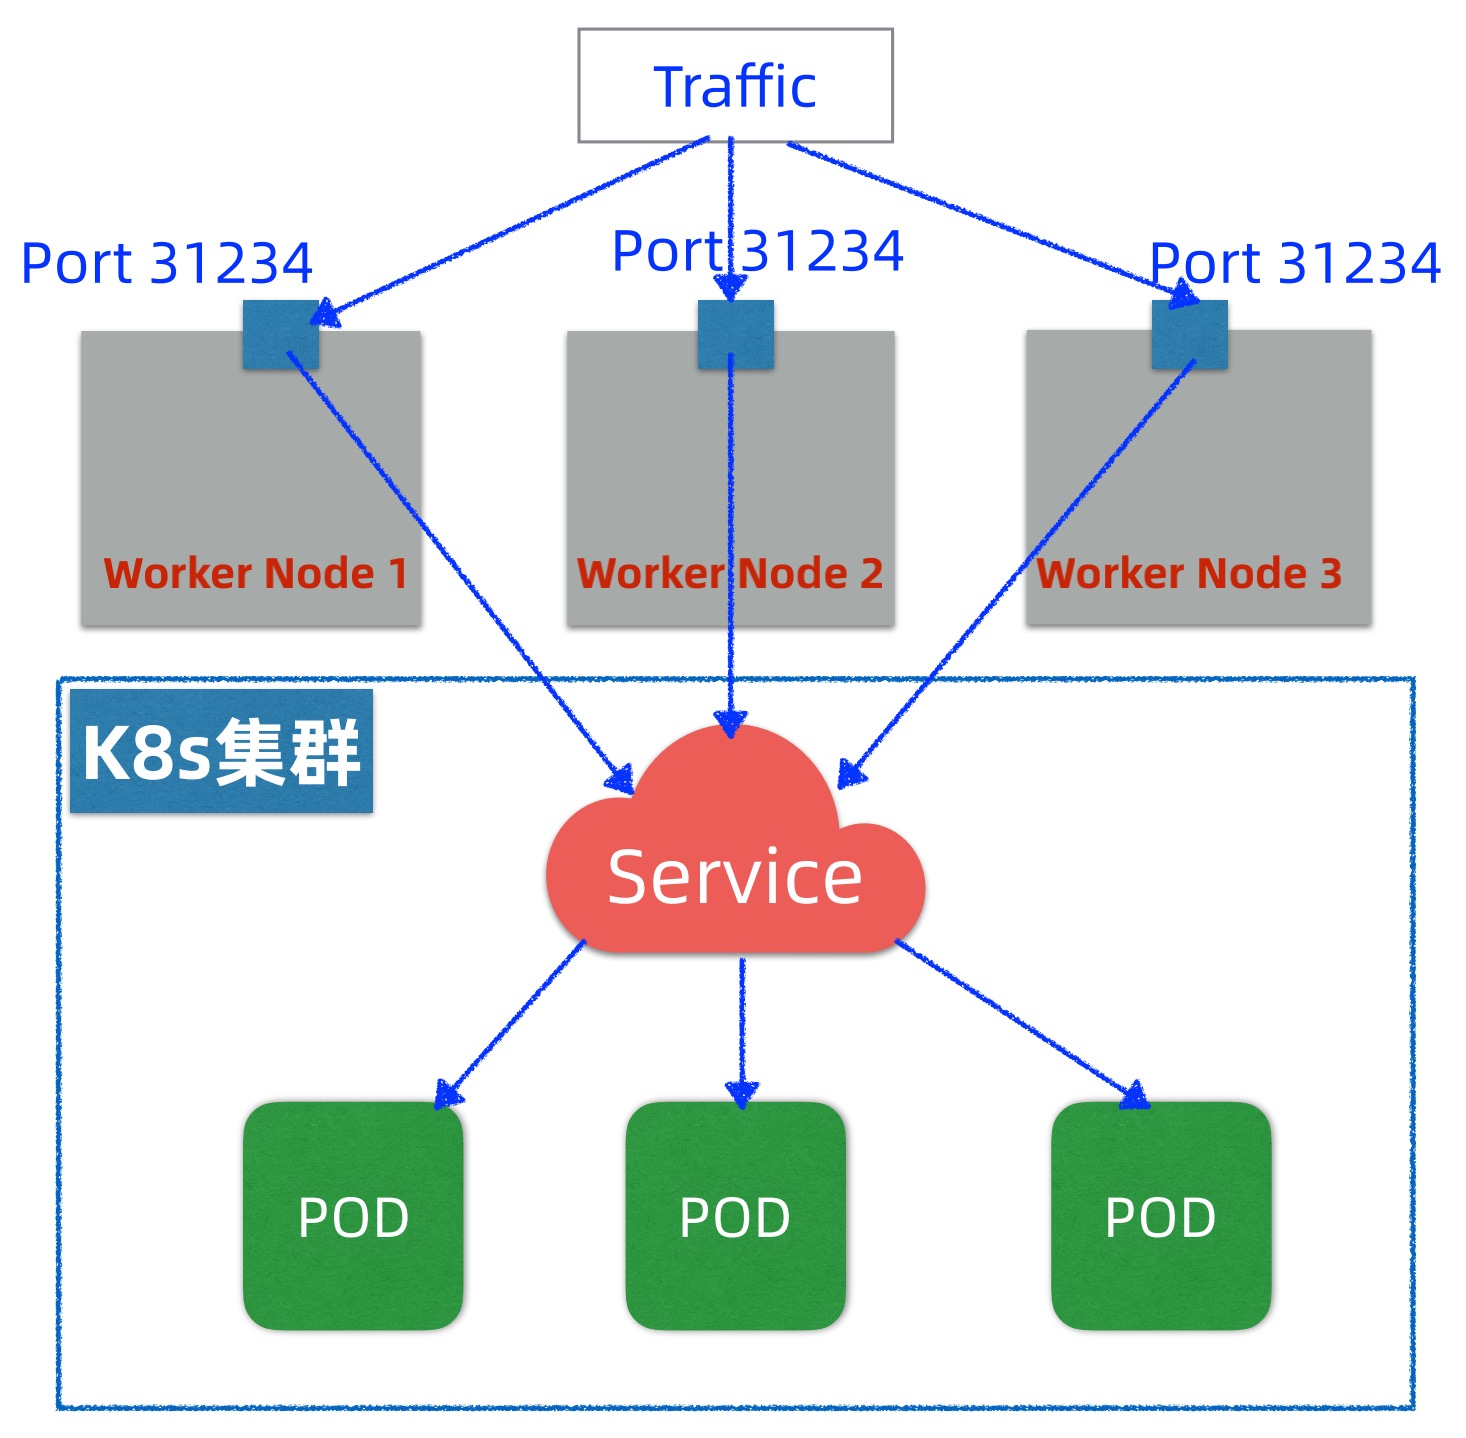 Traffic
Port 31234
Port 31234
Port 31234
Worker Node 1
Worker Node 2
Worker Node 3
K8s集群
Service
POD
POD
POD